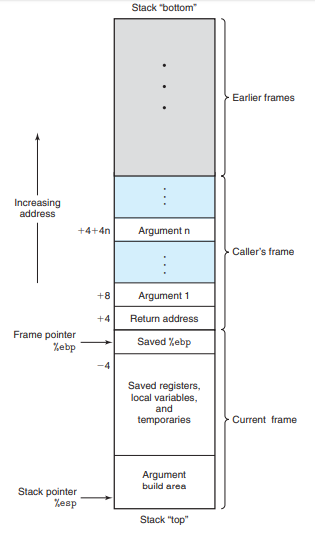 Stack “bottom”
Earlier frames
Increasing
address
+4+4n
Argument n
Caller’s frame
+8
Argument 1
+4
Return address
Frame pointer
%ebp
Saved %ebp
−4
Saved registers,
local variables,
and
temporaries
Current frame
Argument
build area
Stack pointer
%esp
Stack “top”